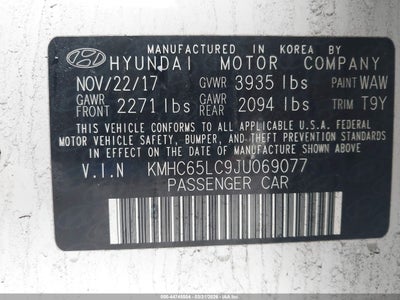 MANUFACTURED IN KOREA BY
HYUNDAI MOTOR COMPANY
NOV/22/17 GVWR 3935 lbs PAINT WAW
GAWR FRONT 2271 lbs GAWR REAR 2094 lbs TRIM T9Y
THIS VEHICLE CONFORMS TO ALL APPLICABLE U.S.A. FEDERAL
MOTOR VEHICLE SAFETY, BUMPER, AND THEFT PREVENTION STANDARDS
IN EFFECT ON THE DATE OF MANUFACTURE SHOWN ABOVE.
V.I.N KMHC65LC9JU069077
PASSENGER CAR